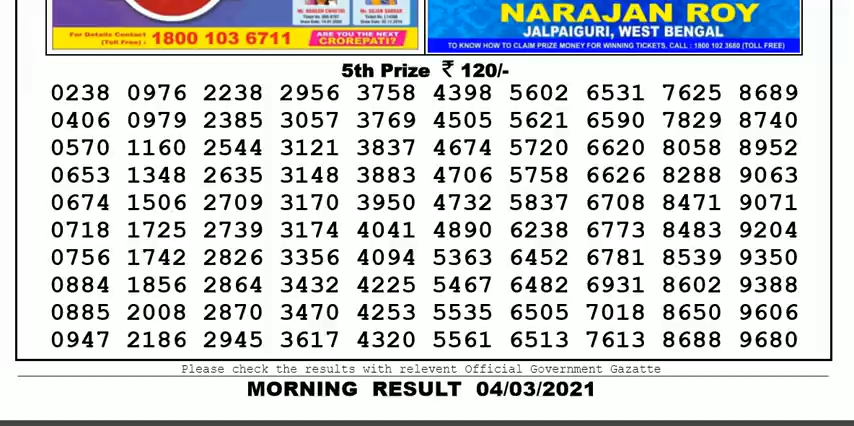 For Details Contact
(Toll Free) : 1800 103 6711
ARE YOU THE NEXT
CROREPATI?
NARAJAN ROY
JALPAIGURI, WEST BENGAL
TO KNOW HOW TO CLAIM PRIZE MONEY FOR WINNING TICKETS, CALL : 1800 102 3650 (TOLL FREE)
5th Prize ₹ 120/-
0238 0976 2238 2956 3758 4398 5602 6531 7625 8689
0406 0979 2385 3057 3769 4505 5621 6590 7829 8740
0570 1160 2544 3121 3837 4674 5720 6620 8058 8952
0653 1348 2635 3148 3883 4706 5758 6626 8288 9063
0674 1506 2709 3170 3950 4732 5837 6708 8471 9071
0718 1725 2739 3174 4041 4890 6238 6773 8483 9204
0756 1742 2826 3356 4094 5363 6452 6781 8539 9350
0884 1856 2864 3432 4225 5467 6482 6931 8602 9388
0885 2008 2870 3470 4253 5535 6505 7018 8650 9606
0947 2186 2945 3617 4320 5561 6513 7613 8688 9680
Please check the results with relevent Official Government Gazatte
MORNING RESULT 04/03/2021